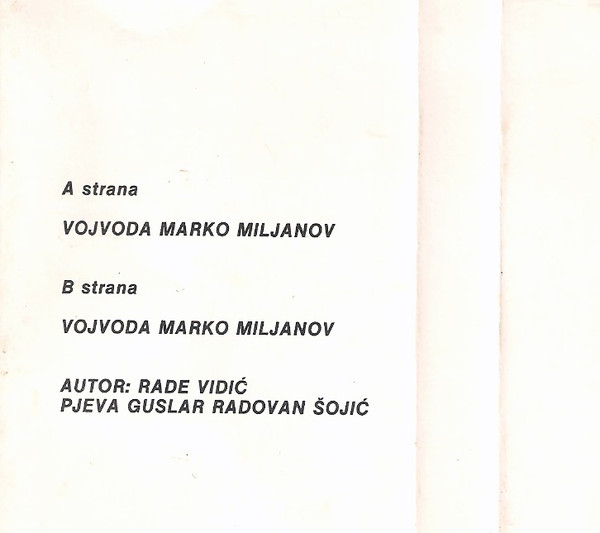 A strana
VOJVODA MARKO MILJANOV
B strana
VOJVODA MARKO MILJANOV
AUTOR: RADE VIDIĆ
PJEVA GUSLAR RADOVAN ŠOJIĆ